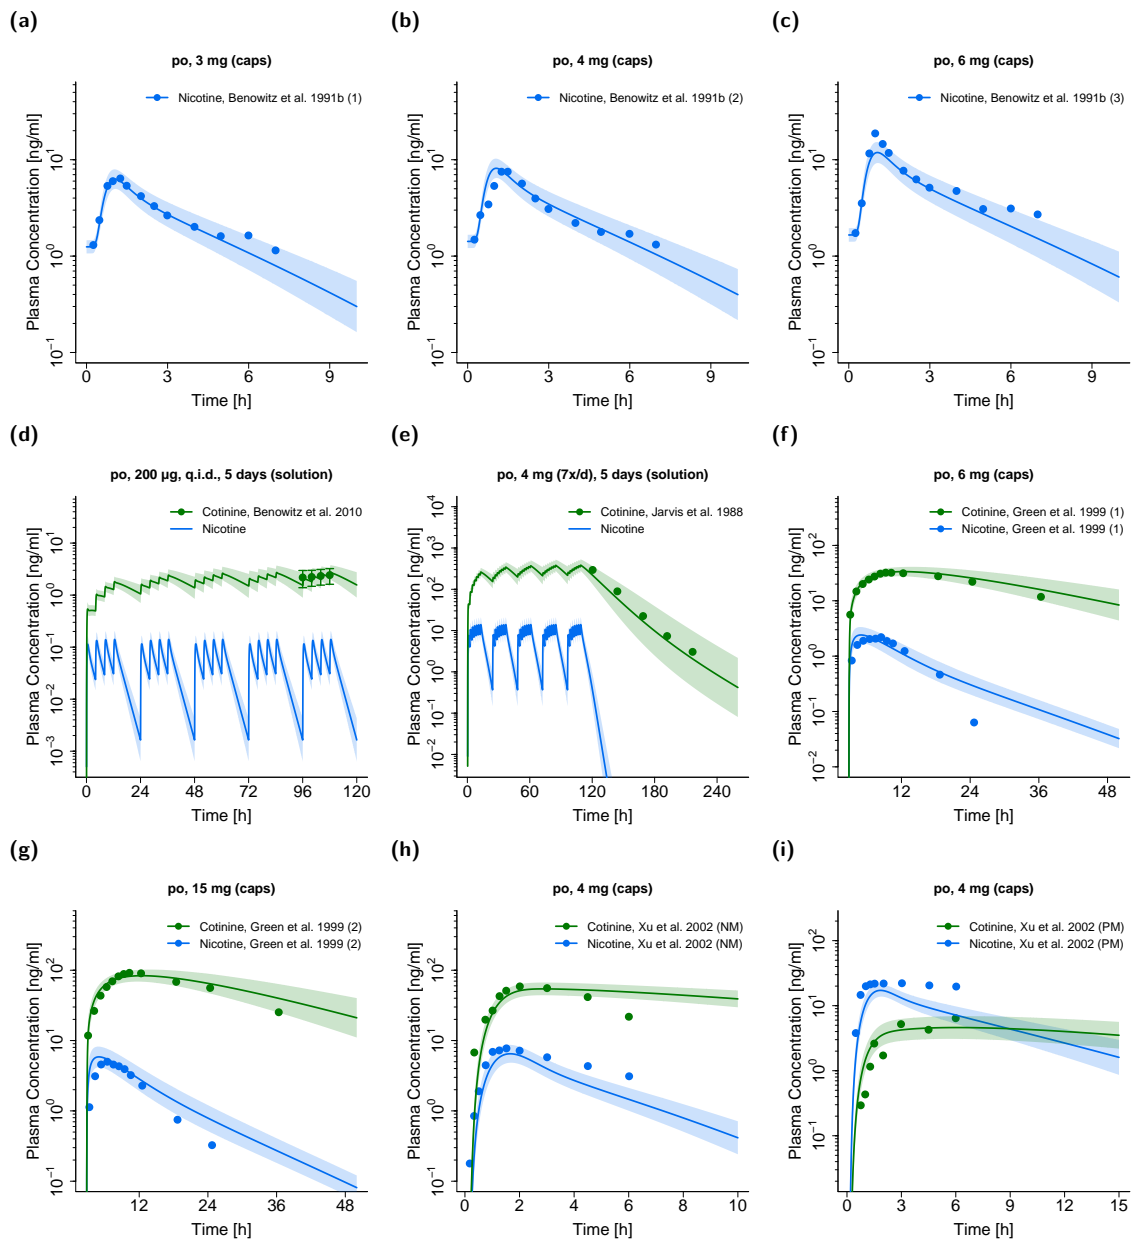 (a)
po, 3 mg (caps)
Nicotine, Benowitz et al. 1991b (1)
Plasma Concentration [ng/ml]
10^1
10^0
10^-1
0 3 6 9
Time [h]
(b)
po, 4 mg (caps)
Nicotine, Benowitz et al. 1991b (2)
Plasma Concentration [ng/ml]
10^1
10^0
10^-1
0 3 6 9
Time [h]
(c)
po, 6 mg (caps)
Nicotine, Benowitz et al. 1991b (3)
Plasma Concentration [ng/ml]
10^1
10^0
10^-1
0 3 6 9
Time [h]
(d)
po, 200 µg, q.i.d., 5 days (solution)
Cotinine, Benowitz et al. 2010
Nicotine
Plasma Concentration [ng/ml]
10^1
10^0
10^-1
10^-2
10^-3
0 24 48 72 96 120
Time [h]
(e)
po, 4 mg (7x/d), 5 days (solution)
Cotinine, Jarvis et al. 1988
Nicotine
Plasma Concentration [ng/ml]
10^4
10^3
10^2
10^1
10^0
10^-1
10^-2
0 60 120 180 240
Time [h]
(f)
po, 6 mg (caps)
Cotinine, Green et al. 1999 (1)
Nicotine, Green et al. 1999 (1)
Plasma Concentration [ng/ml]
10^2
10^1
10^0
10^-1
10^-2
12 24 36 48
Time [h]
(g)
po, 15 mg (caps)
Cotinine, Green et al. 1999 (2)
Nicotine, Green et al. 1999 (2)
Plasma Concentration [ng/ml]
10^2
10^1
10^0
10^-1
12 24 36 48
Time [h]
(h)
po, 4 mg (caps)
Cotinine, Xu et al. 2002 (NM)
Nicotine, Xu et al. 2002 (NM)
Plasma Concentration [ng/ml]
10^2
10^1
10^0
10^-1
0 2 4 6 8 10
Time [h]
(i)
po, 4 mg (caps)
Cotinine, Xu et al. 2002 (PM)
Nicotine, Xu et al. 2002 (PM)
Plasma Concentration [ng/ml]
10^2
10^1
10^0
10^-1
0 3 6 9 12 15
Time [h]